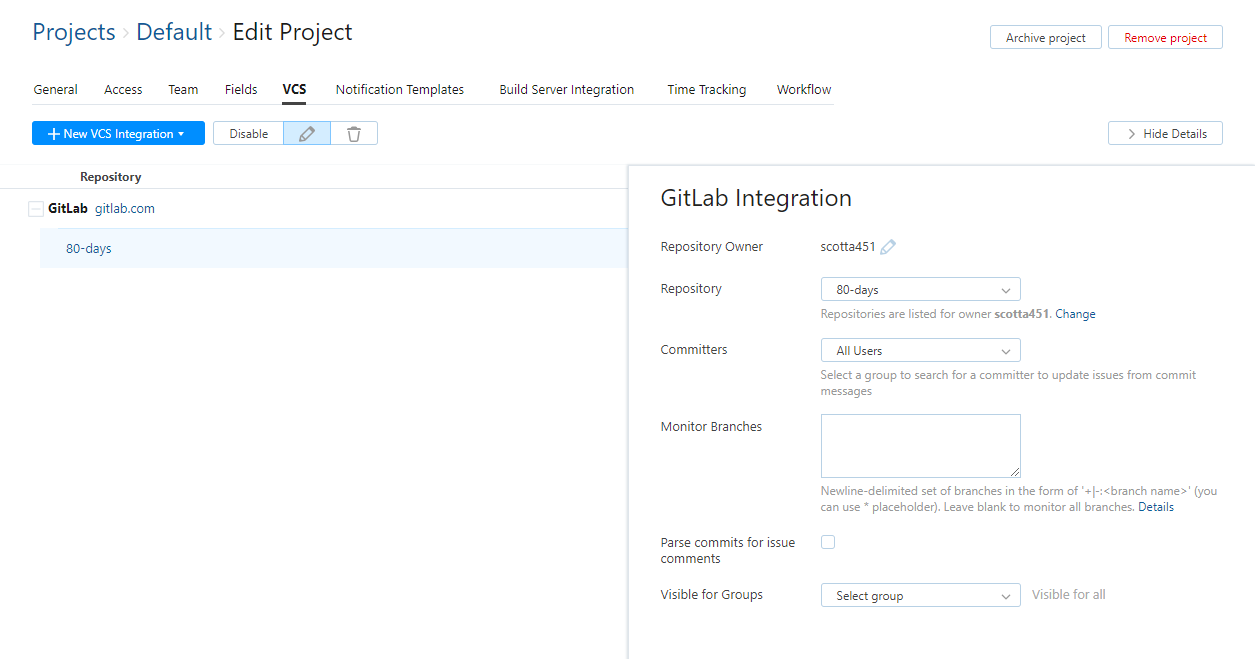 Projects › Default › Edit Project
Archive project
Remove project
General Access Team Fields VCS Notification Templates Build Server Integration Time Tracking Workflow
+ New VCS Integration
Disable
Hide Details
Repository
GitLab gitlab.com
80-days
GitLab Integration
Repository Owner scotta451
Repository 80-days
Repositories are listed for owner scotta451. Change
Committers All Users
Select a group to search for a committer to update issues from commit
messages
Monitor Branches
Newline-delimited set of branches in the form of '+|-:<branch name>' (you
can use * placeholder). Leave blank to monitor all branches. Details
Parse commits for issue
comments
Visible for Groups Select group Visible for all